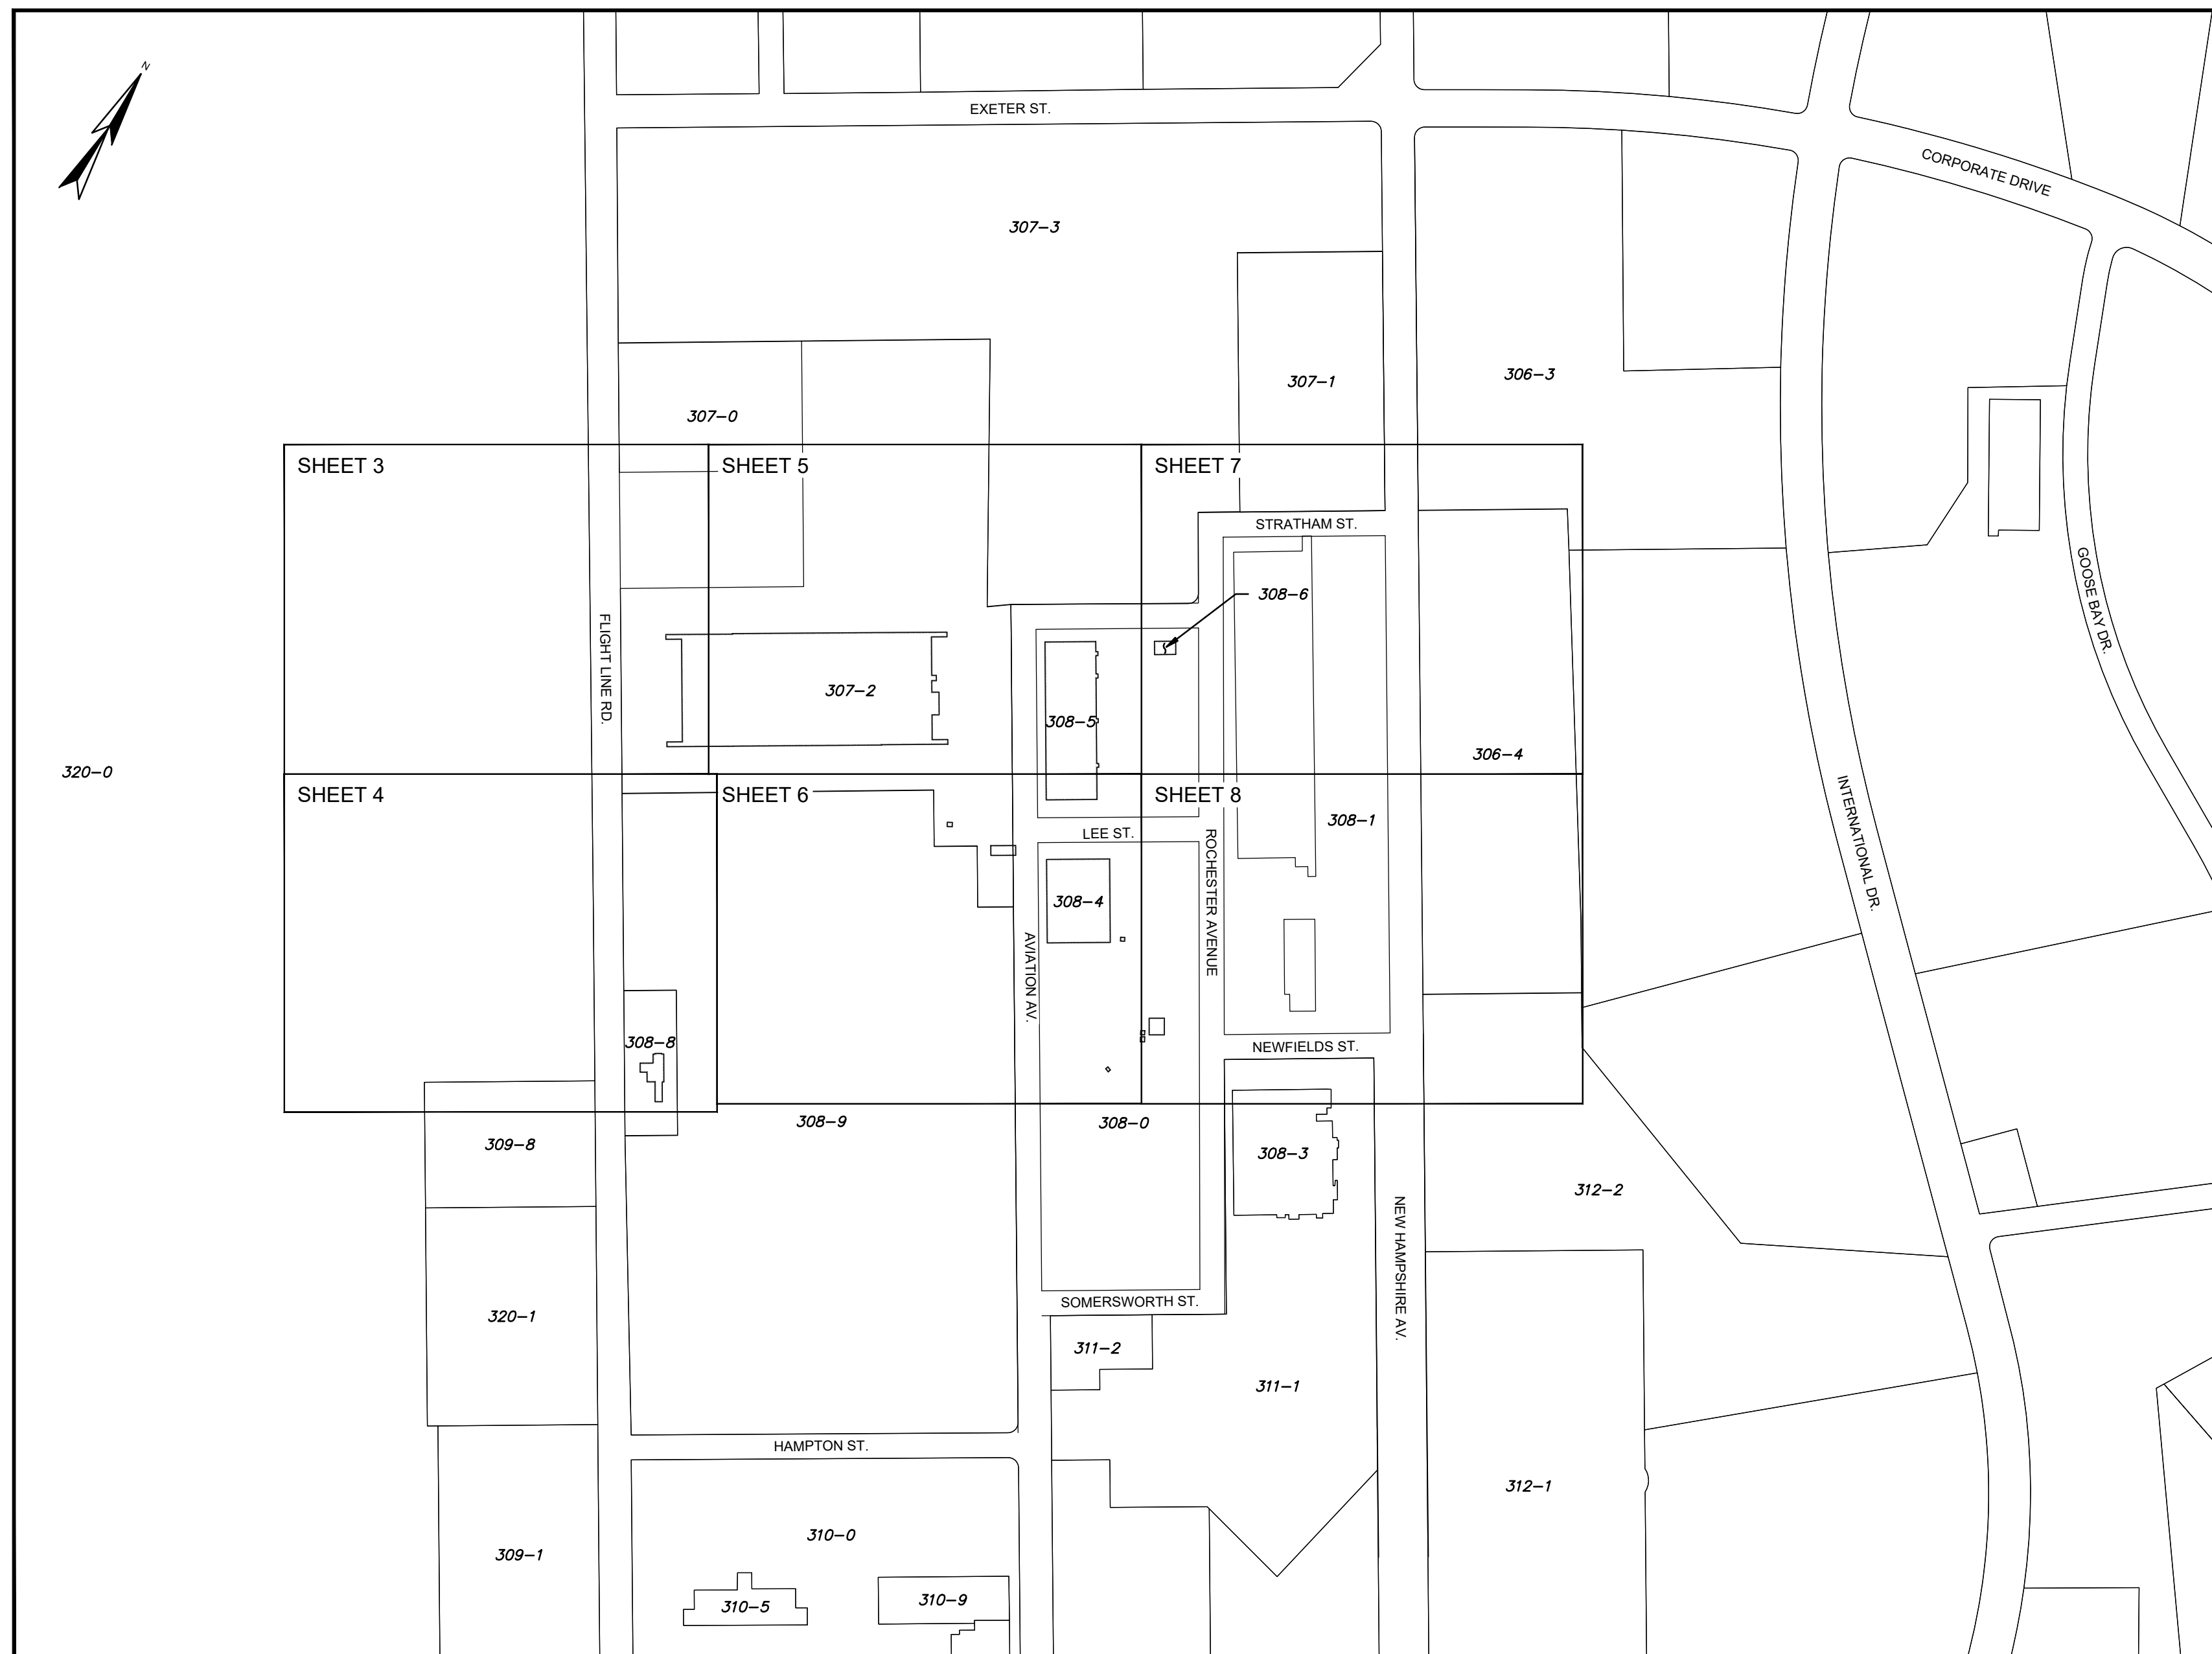 N
EXETER ST.
CORPORATE DRIVE
307-3
307-1
306-3
307-0
SHEET 3
SHEET 5
SHEET 7
STRATHAM ST.
308-6
GOOSE BAY DR.
FLIGHT LINE RD.
307-2
308-5
306-4
320-0
SHEET 4
SHEET 6
SHEET 8
308-1
LEE ST.
INTERNATIONAL DR.
ROCHESTER AVENUE
308-4
AVIATION AV.
308-8
NEWFIELDS ST.
308-9
308-0
309-8
308-3
312-2
NEW HAMPSHIRE AV.
SOMERSWORTH ST.
320-1
311-2
311-1
HAMPTON ST.
312-1
310-0
309-1
310-5
310-9